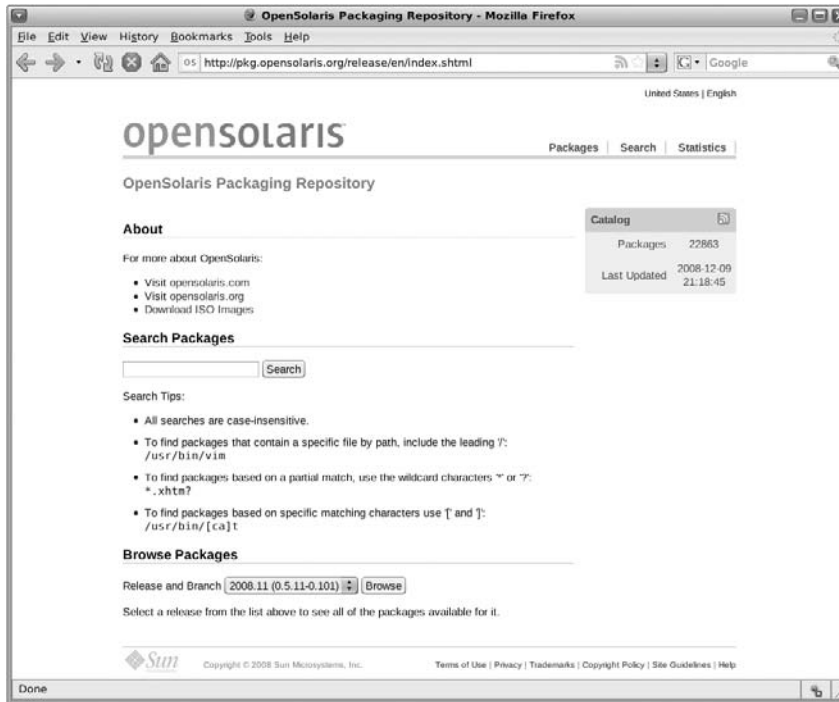 OpenSolaris Packaging Repository - Mozilla Firefox
File Edit View History Bookmarks Tools Help
OS http://pkg.opensolaris.org/release/en/index.shtml G Google
United States | English
opensolaris
Packages | Search | Statistics
OpenSolaris Packaging Repository
About
For more about OpenSolaris:
• Visit opensolaris.com
• Visit opensolaris.org
• Download ISO Images
Catalog
Packages 22863
Last Updated 2008-12-09
21:18:45
Search Packages
Search
Search Tips:
• All searches are case-insensitive.
• To find packages that contain a specific file by path, include the leading '/':
/usr/bin/vim
• To find packages based on a partial match, use the wildcard characters '*' or '?':
*.xhtm?
• To find packages based on specific matching characters use '[' and ']':
/usr/bin/[ca]t
Browse Packages
Release and Branch 2008.11 (0.5.11-0.101) Browse
Select a release from the list above to see all of the packages available for it.
Sun Copyright © 2008 Sun Microsystems, Inc. Terms of Use | Privacy | Trademarks | Copyright Policy | Site Guidelines | Help
Done